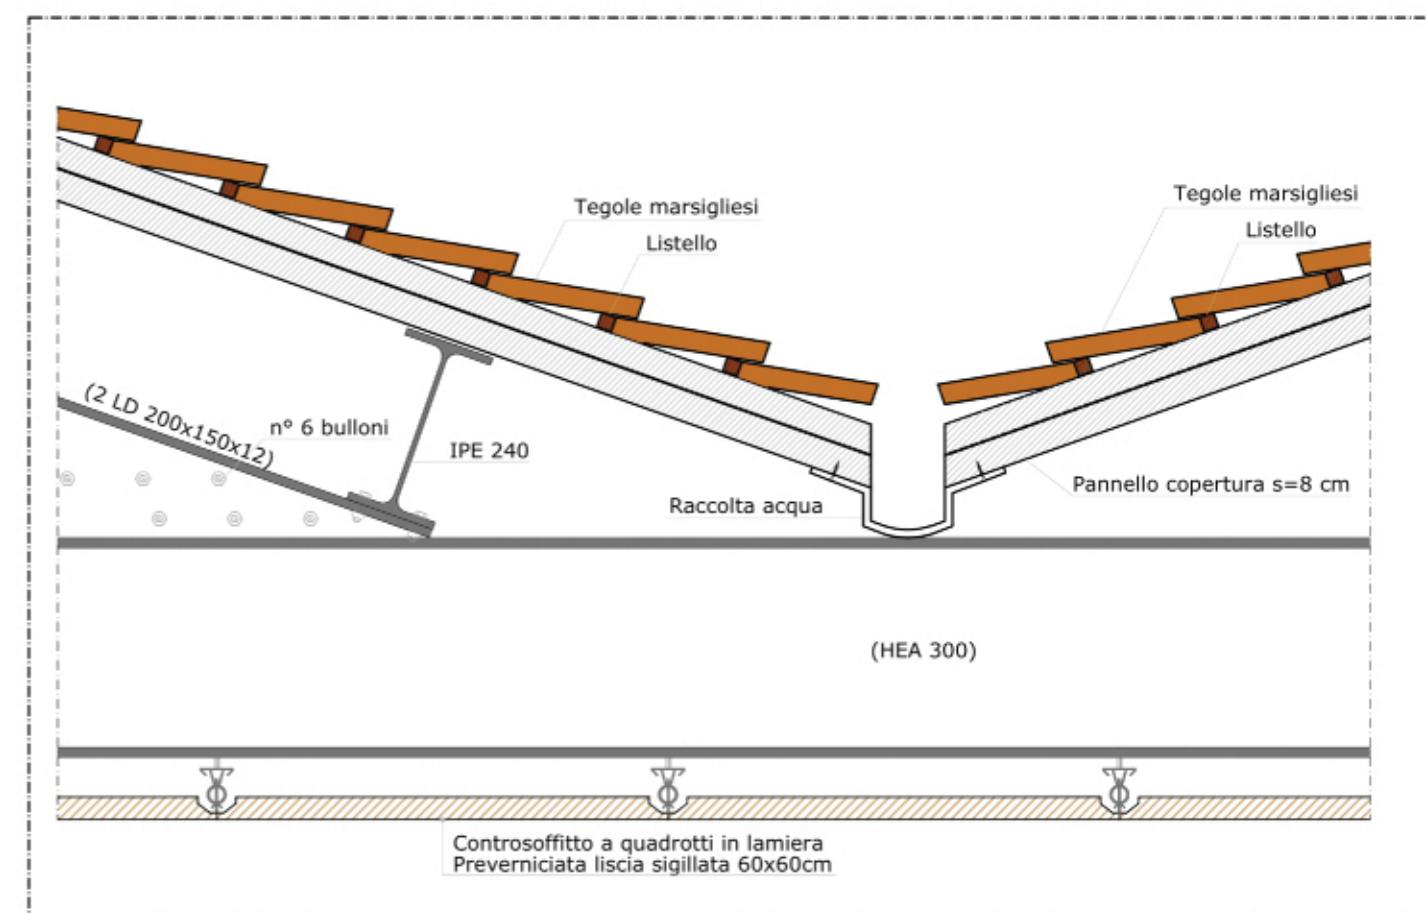 Tegole marsigliesi
Listello
Tegole marsigliesi
Listello
(2 LD 200x150x12)
n° 6 bulloni
IPE 240
Raccolta acqua
Pannello copertura s=8 cm
(HEA 300)
Controsoffitto a quadrotti in lamiera
Preverniciata liscia sigillata 60x60cm